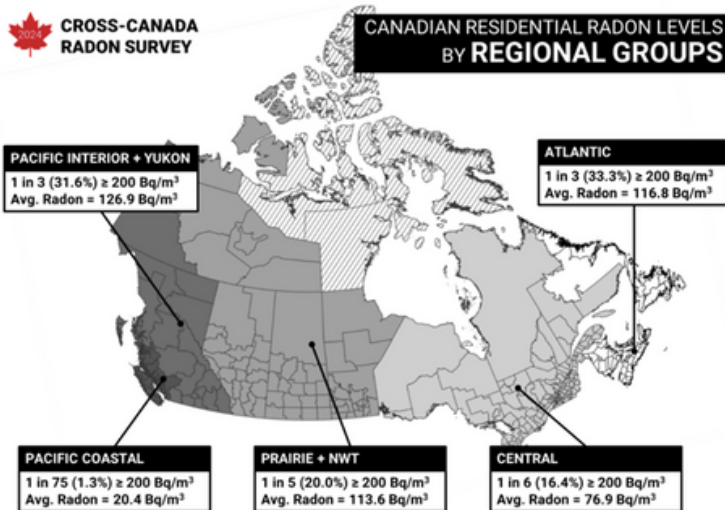 2024
CROSS-CANADA
RADON SURVEY
CANADIAN RESIDENTIAL RADON LEVELS
BY REGIONAL GROUPS
PACIFIC INTERIOR + YUKON
1 in 3 (31.6%) ≥ 200 Bq/m³
Avg. Radon = 126.9 Bq/m³
ATLANTIC
1 in 3 (33.3%) ≥ 200 Bq/m³
Avg. Radon = 116.8 Bq/m³
PACIFIC COASTAL
1 in 75 (1.3%) ≥ 200 Bq/m³
Avg. Radon = 20.4 Bq/m³
PRAIRIE + NWT
1 in 5 (20.0%) ≥ 200 Bq/m³
Avg. Radon = 113.6 Bq/m³
CENTRAL
1 in 6 (16.4%) ≥ 200 Bq/m³
Avg. Radon = 76.9 Bq/m³